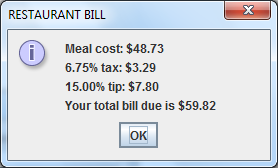 RESTAURANT BILL
Meal cost: $48.73
6.75% tax: $3.29
15.00% tip: $7.80
Your total bill due is $59.82
OK